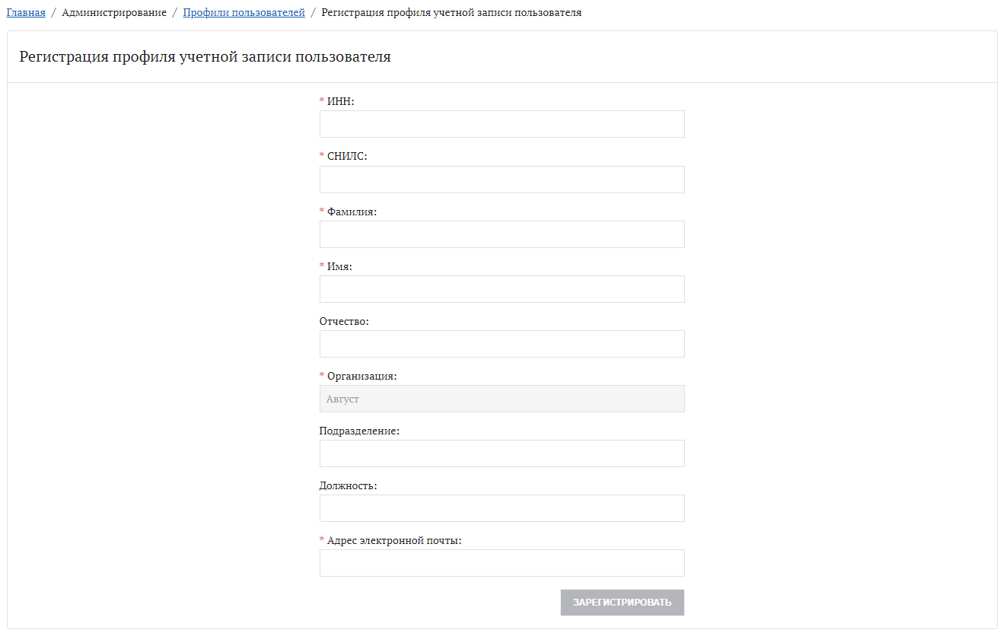 Главная / Администрирование / Профили пользователей / Регистрация профиля учетной записи пользователя
Регистрация профиля учетной записи пользователя
* ИНН:
* СНИЛС:
* Фамилия:
* Имя:
Отчество:
* Организация:
Август
Подразделение:
Должность:
* Адрес электронной почты:
ЗАРЕГИСТРИРОВАТЬ